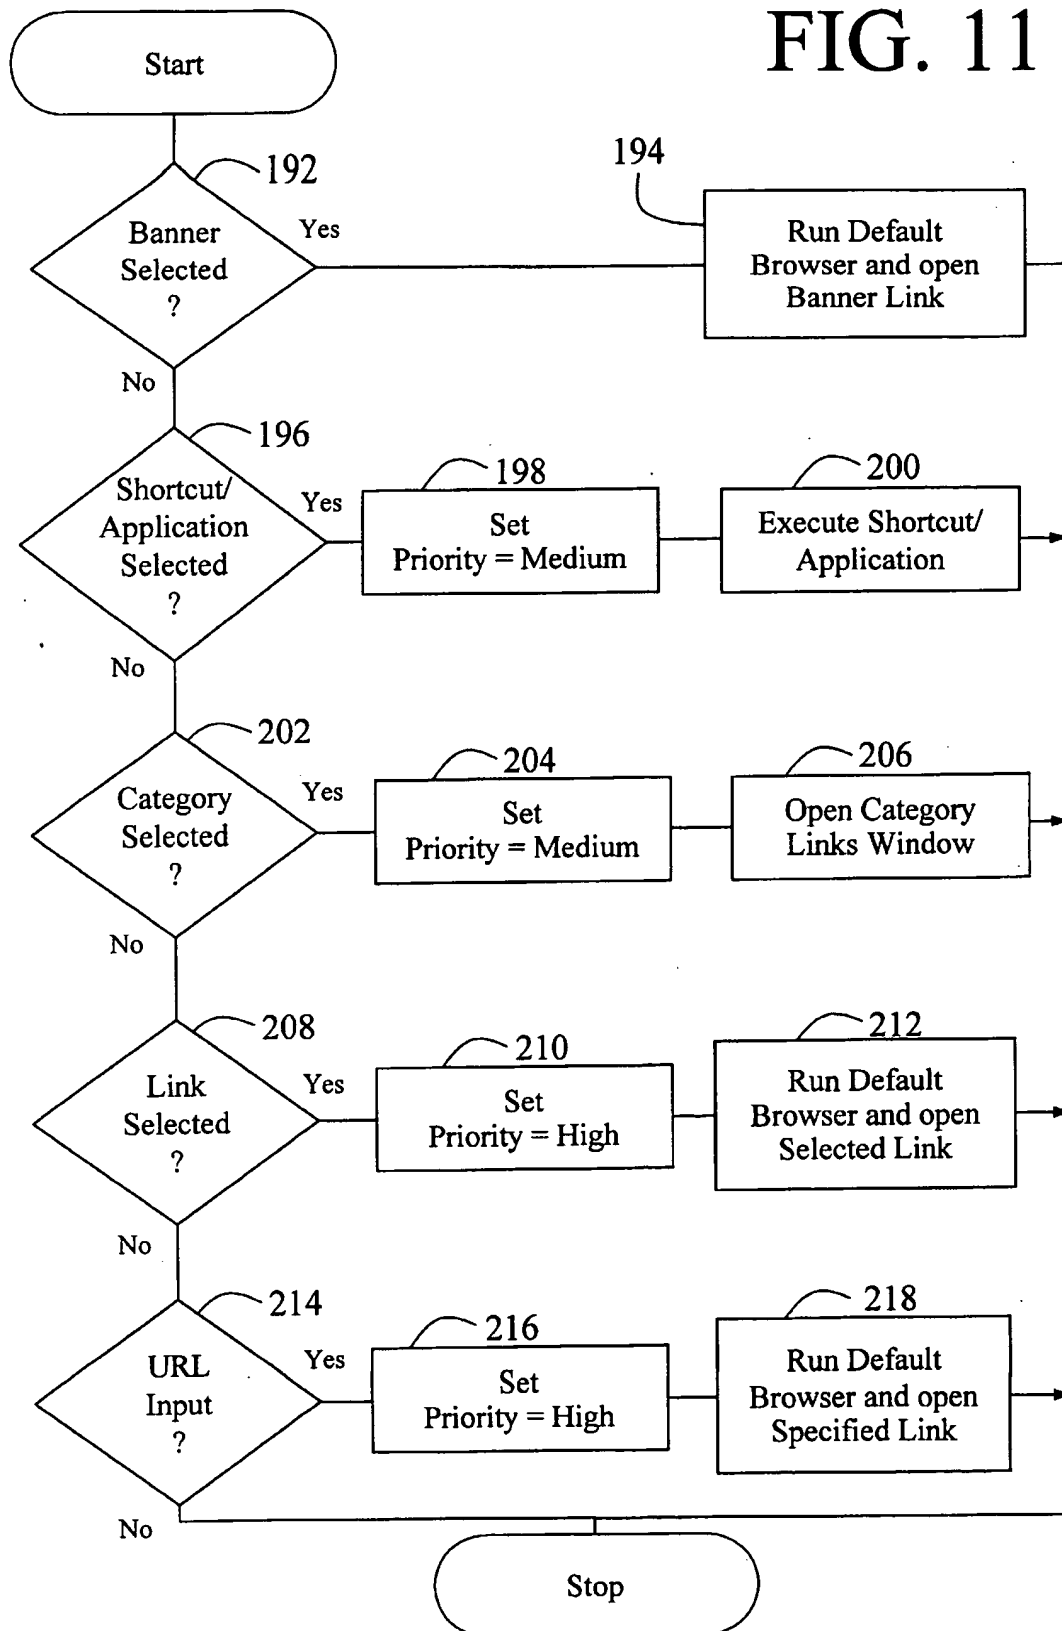 FIG. 11
Start
192
Banner
Selected
?
Yes
194
Run Default
Browser and open
Banner Link
No
196
Shortcut/
Application
Selected
?
Yes
198
Set
Priority = Medium
200
Execute Shortcut/
Application
No
202
Category
Selected
?
Yes
204
Set
Priority = Medium
206
Open Category
Links Window
No
208
Link
Selected
?
Yes
210
Set
Priority = High
212
Run Default
Browser and open
Selected Link
No
214
URL
Input
?
Yes
216
Set
Priority = High
218
Run Default
Browser and open
Specified Link
No
Stop